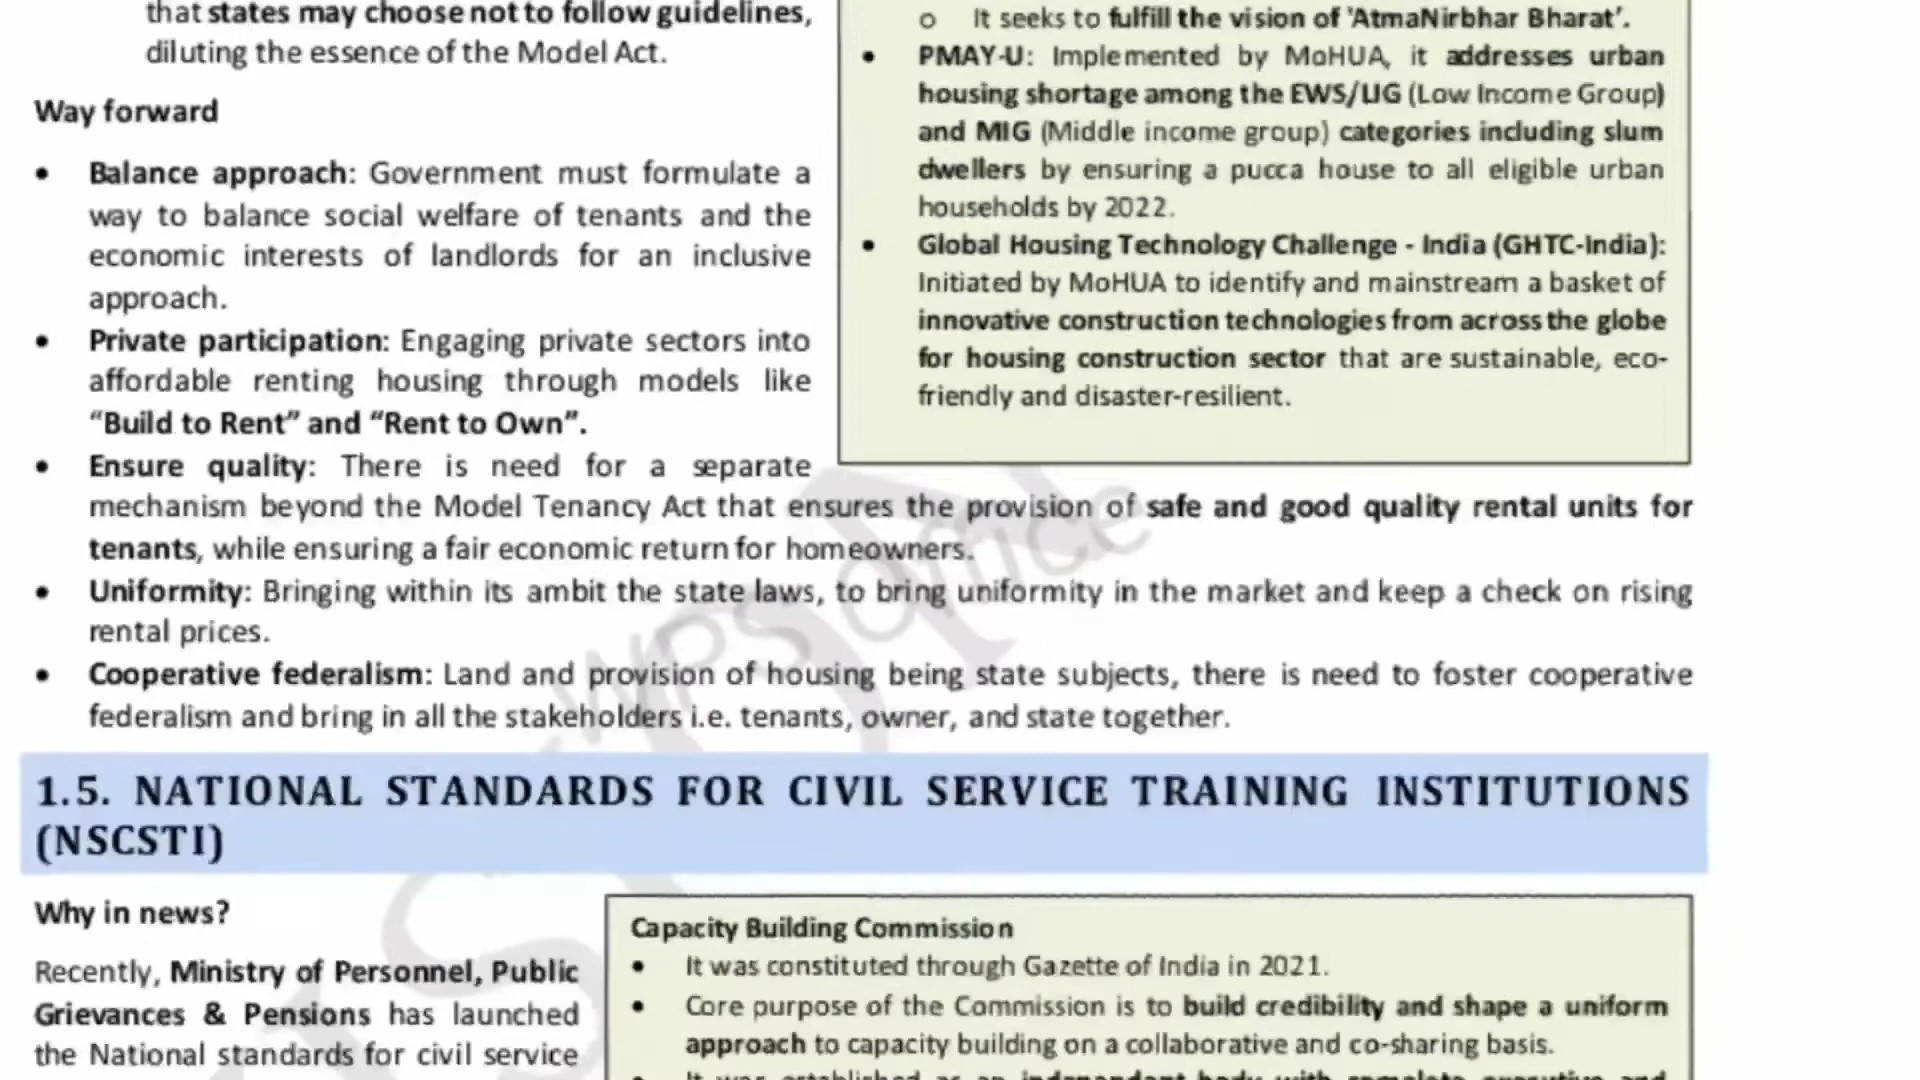 that states may choose not to follow guidelines,
diluting the essence of the Model Act.
Way forward
• Balance approach: Government must formulate a
way to balance social welfare of tenants and the
economic interests of landlords for an inclusive
approach.
• Private participation: Engaging private sectors into
affordable renting housing through models like
“Build to Rent” and “Rent to Own”.
• Ensure quality: There is need for a separate
mechanism beyond the Model Tenancy Act that ensures the provision of safe and good quality rental units for
tenants, while ensuring a fair economic return for homeowners.
• Uniformity: Bringing within its ambit the state laws, to bring uniformity in the market and keep a check on rising
rental prices.
• Cooperative federalism: Land and provision of housing being state subjects, there is need to foster cooperative
federalism and bring in all the stakeholders i.e. tenants, owner, and state together.
o It seeks to fulfill the vision of 'AtmaNirbhar Bharat'.
• PMAY-U: Implemented by MoHUA, it addresses urban
housing shortage among the EWS/LIG (Low Income Group)
and MIG (Middle income group) categories including slum
dwellers by ensuring a pucca house to all eligible urban
households by 2022.
• Global Housing Technology Challenge - India (GHTC-India):
Initiated by MoHUA to identify and mainstream a basket of
innovative construction technologies from across the globe
for housing construction sector that are sustainable, eco-
friendly and disaster-resilient.
WPS Office
1.5. NATIONAL STANDARDS FOR CIVIL SERVICE TRAINING INSTITUTIONS
(NSCSTI)
Why in news?
Recently, Ministry of Personnel, Public
Grievances & Pensions has launched
the National standards for civil service
Capacity Building Commission
• It was constituted through Gazette of India in 2021.
• Core purpose of the Commission is to build credibility and shape a uniform
approach to capacity building on a collaborative and co-sharing basis.
• It was established as an independent body with complete executive and